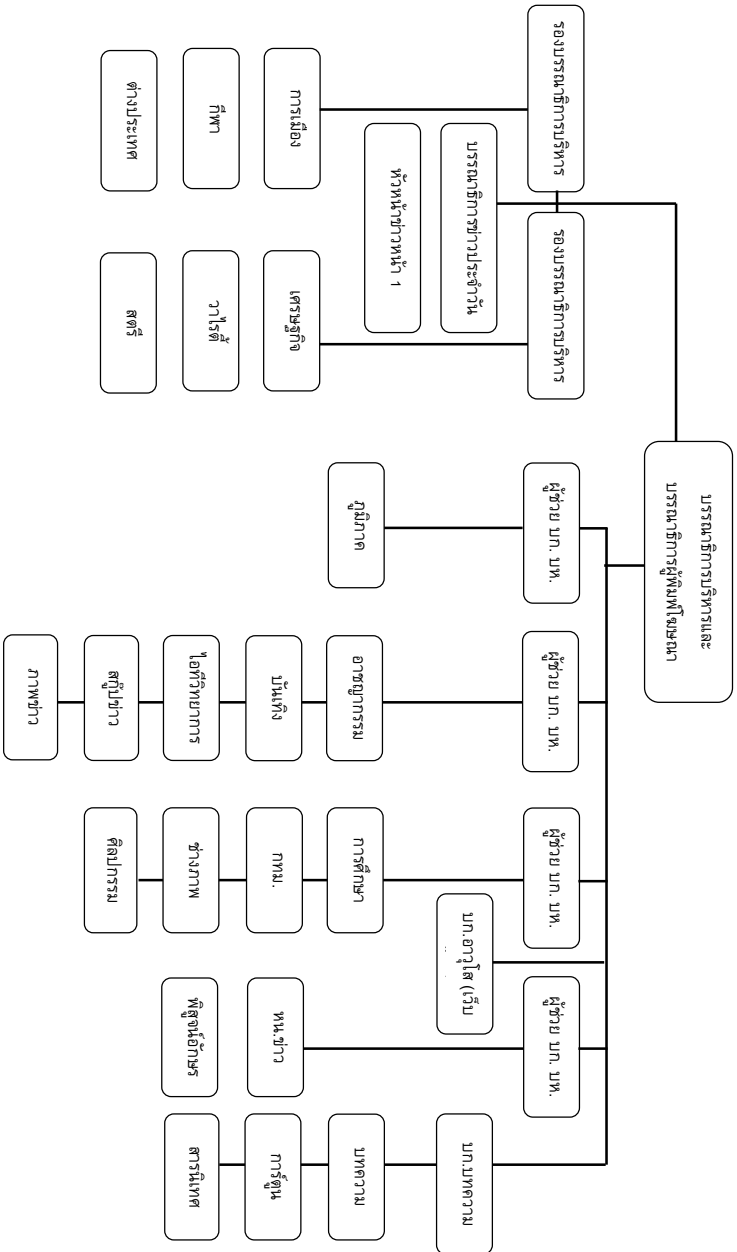 บรรณาธิการบริหารและ
บรรณาธิการผู้พิมพ์โฆษณา
รองบรรณาธิการบริหาร
รองบรรณาธิการบริหาร
บรรณาธิการข่าวประจำวัน
หัวหน้าข่าวหน้า 1
การเมือง
กีฬา
ต่างประเทศ
เศรษฐกิจ
วาไรตี้
สตรี
ผู้ช่วย บก. บห.
ภูมิภาค
ผู้ช่วย บก. บห.
อาชญากรรม
บันเทิง
ไอทีวิทยาการ
สกู๊ปข่าว
ภาพข่าว
ผู้ช่วย บก. บห.
การศึกษา
กทม.
ช่างภาพ
ศิลปกรรม
บก.อาวุโส (เว็บ
ผู้ช่วย บก. บห.
หน.ข่าว
พิสูจน์อักษร
บก.บทความ
บทความ
การ์ตูน
สารนิเทศ